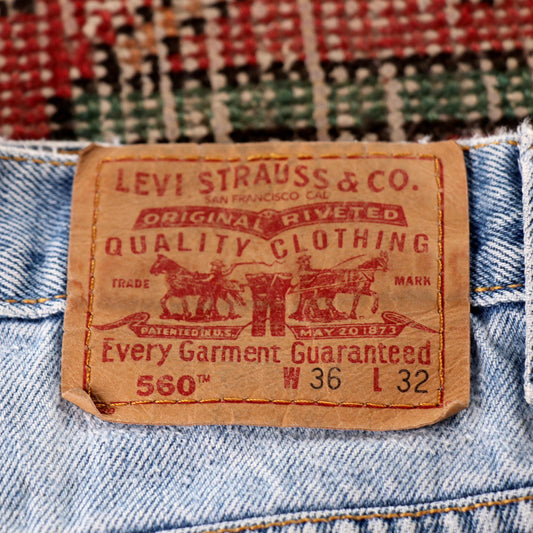 LEVI STRAUSS & CO.
SAN FRANCISCO CAL
ORIGINAL RIVETED
QUALITY CLOTHING
TRADE MARK
PATENTED IN U.S. MAY 20 1873
Every Garment Guaranteed
560™ W 36 L 32